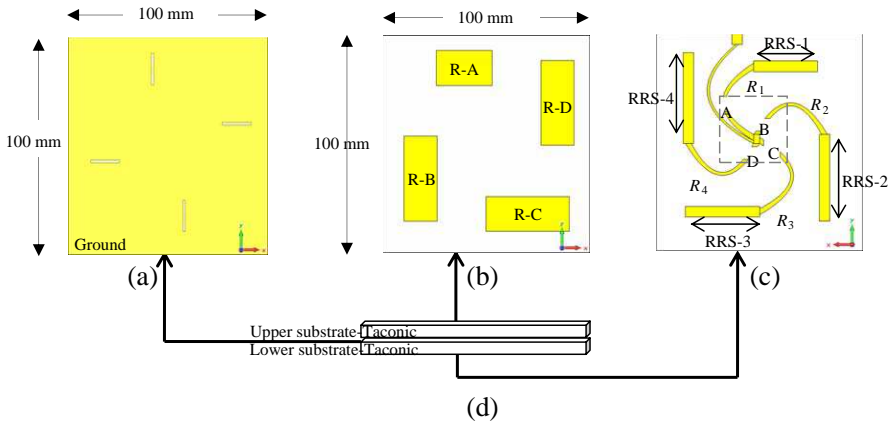 100 mm
100 mm
Ground
(a)
100 mm
100 mm
R-A
R-D
R-B
R-C
(b)
RRS-1
RRS-4
R1
R2
A
B
C
D
RRS-2
R4
R3
RRS-3
(c)
Upper substrate-Taconic
Lower substrate-Taconic
(d)